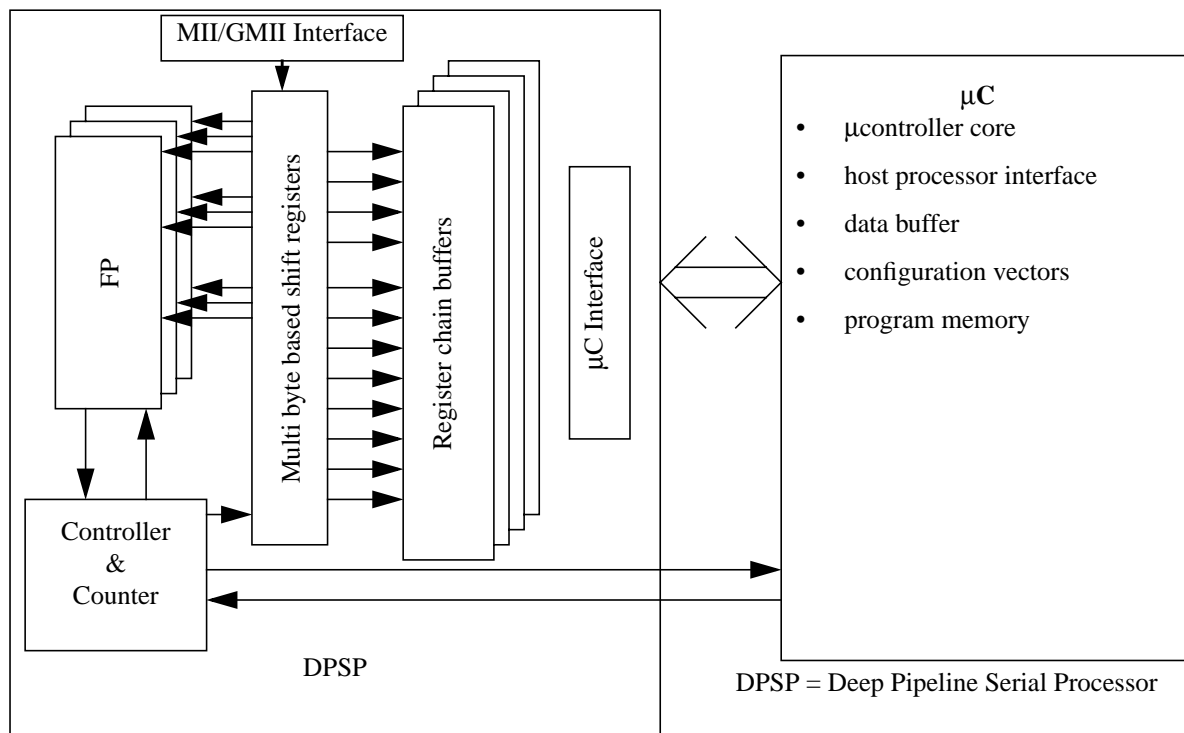 MII/GMII Interface
FP
Multi byte based shift registers
Register chain buffers
µC Interface
Controller
&
Counter
DPSP
µC
• µcontroller core
• host processor interface
• data buffer
• configuration vectors
• program memory
DPSP = Deep Pipeline Serial Processor